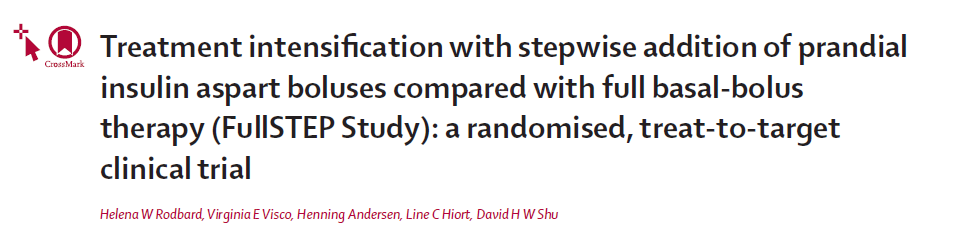 CrossMark
Treatment intensification with stepwise addition of prandial
insulin aspart boluses compared with full basal-bolus
therapy (FullSTEP Study): a randomised, treat-to-target
clinical trial
Helena W Rodbard, Virginia E Visco, Henning Andersen, Line C Hiort, David H W Shu